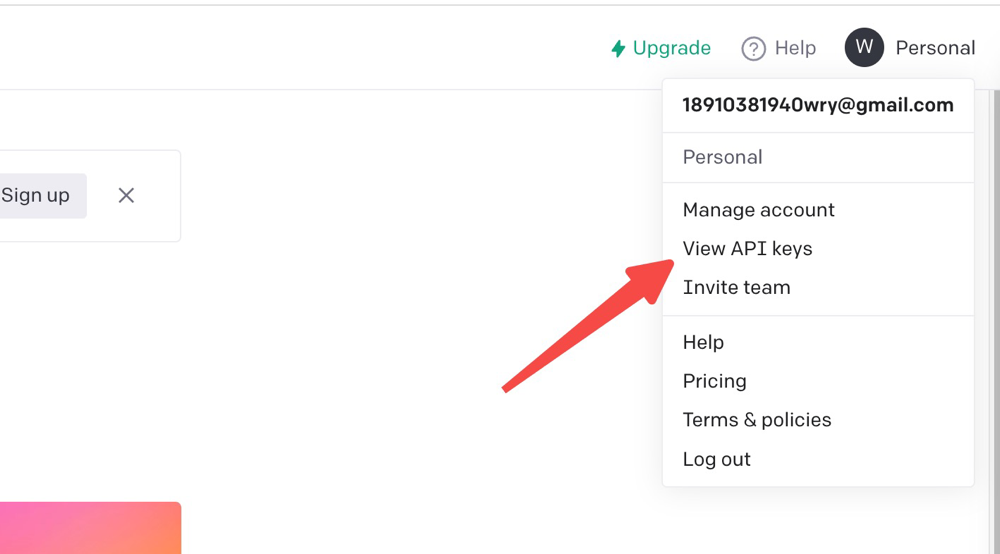 Upgrade
Help
W
Personal
18910381940wry@gmail.com
Personal
Sign up
Manage account
View API keys
Invite team
Help
Pricing
Terms & policies
Log out